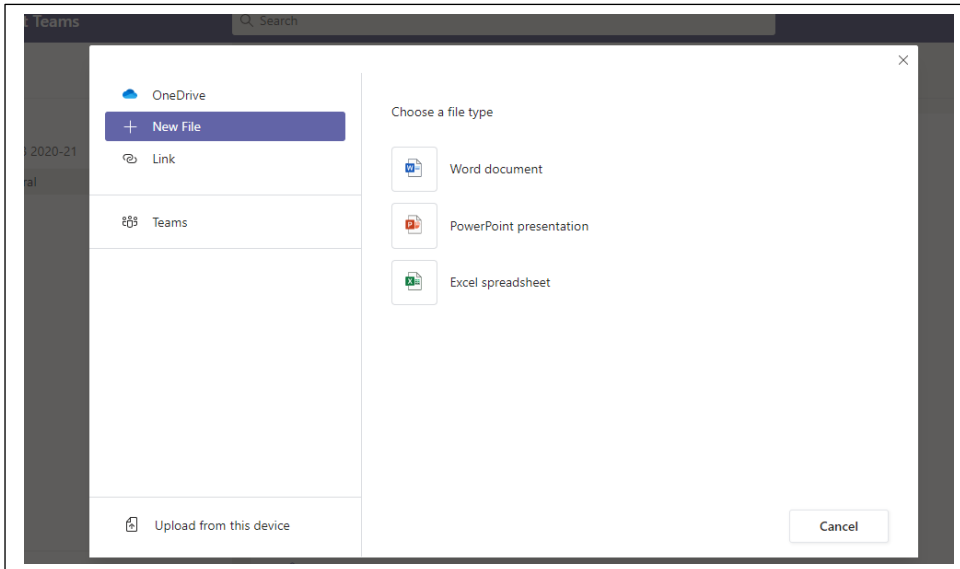 t Teams
Search
OneDrive
New File
Link
Teams
Upload from this device
Choose a file type
Word document
PowerPoint presentation
Excel spreadsheet
Cancel
2020-21
ral